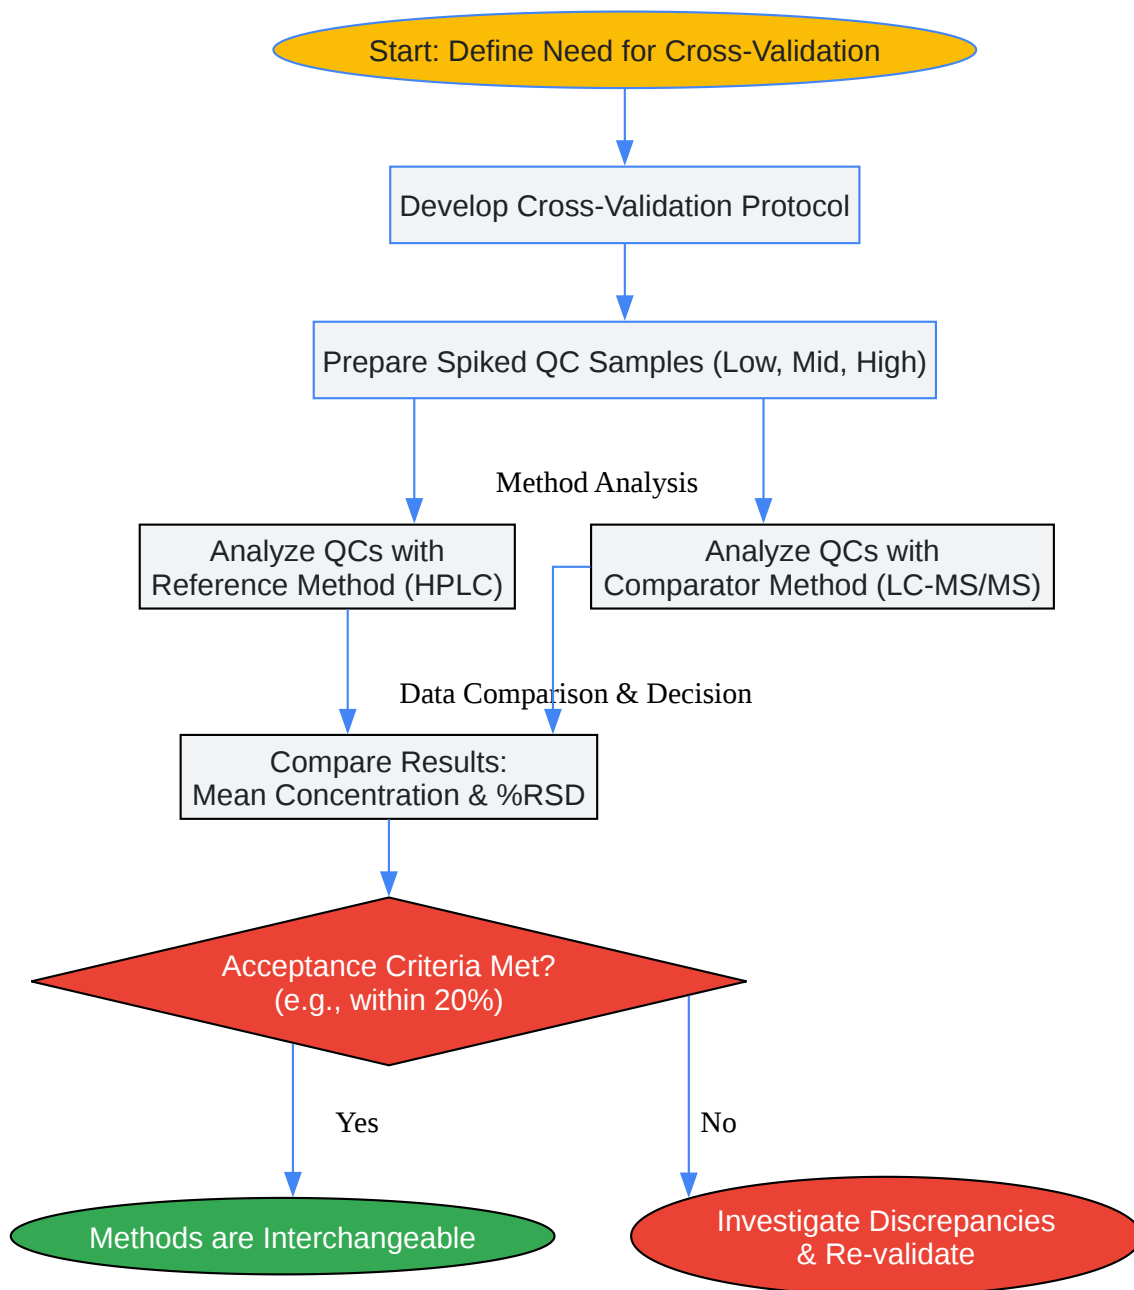 Start: Define Need for Cross-Validation
Develop Cross-Validation Protocol
Prepare Spiked QC Samples (Low, Mid, High)
Method Analysis
Analyze QCs with
Reference Method (HPLC)
Analyze QCs with
Comparator Method (LC-MS/MS)
Data Comparison & Decision
Compare Results:
Mean Concentration & %RSD
Acceptance Criteria Met?
(e.g., within 20%)
Yes
No
Methods are Interchangeable
Investigate Discrepancies
& Re-validate